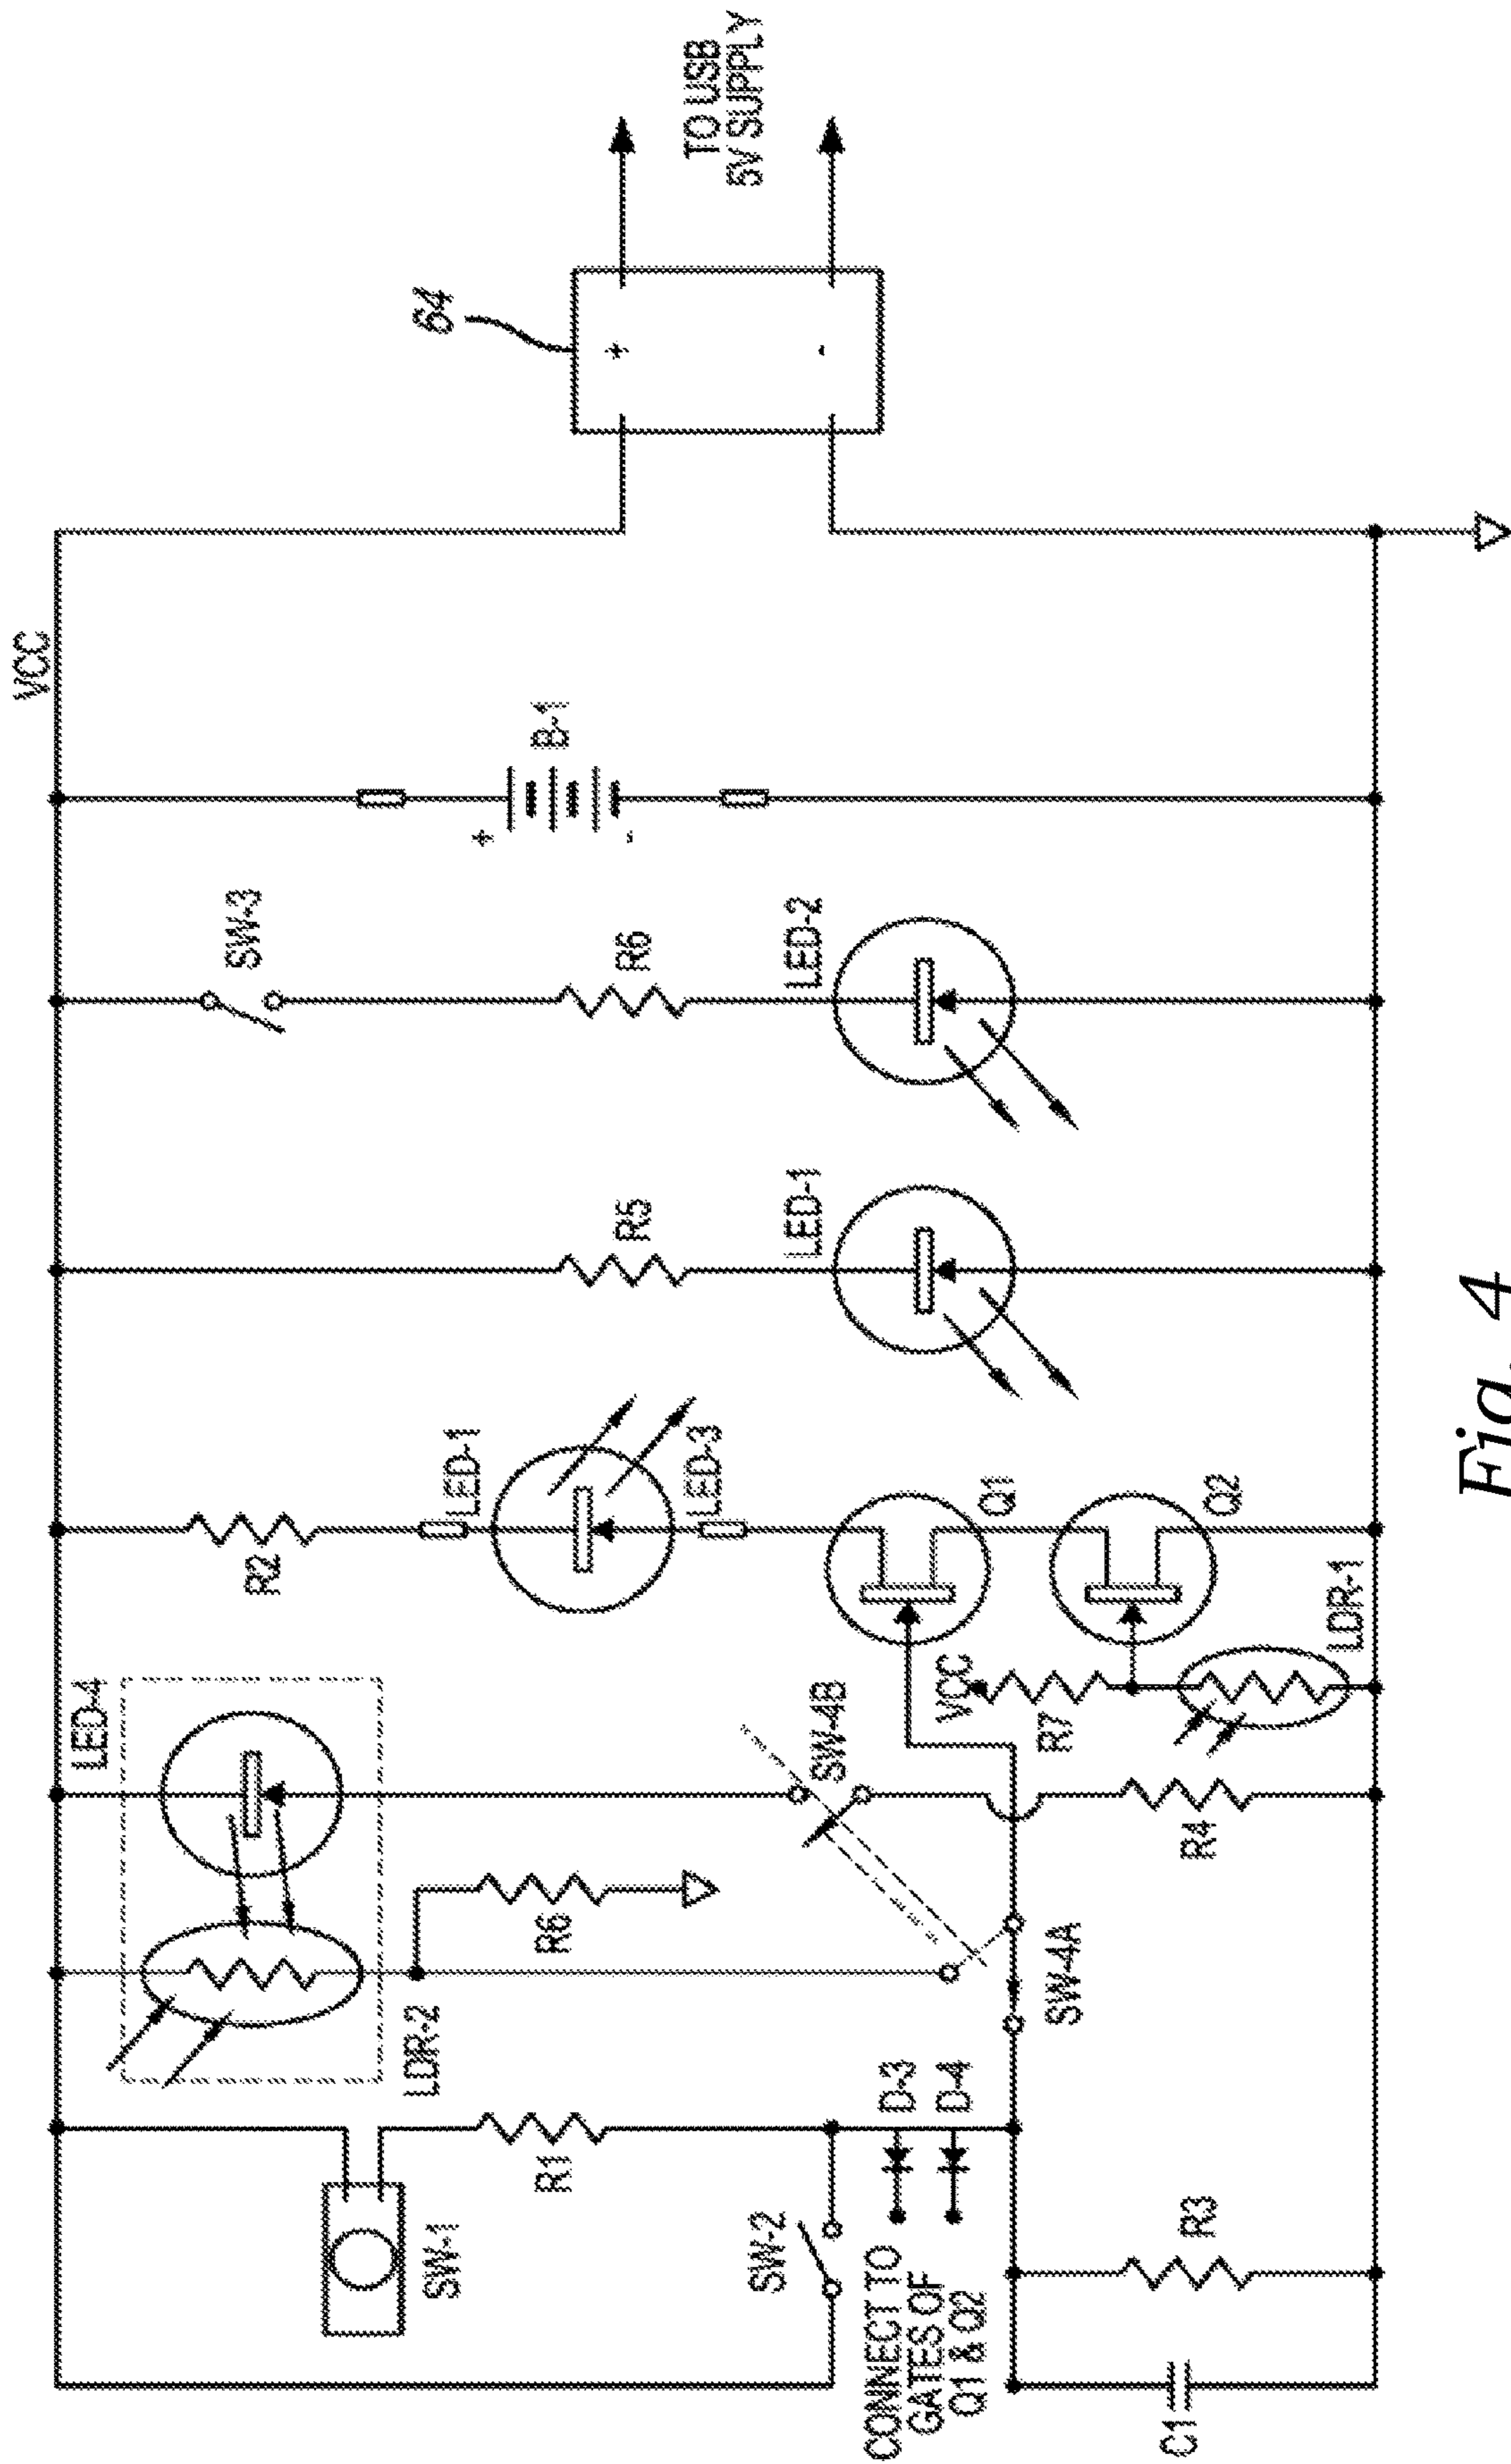 VCC
LED-4
R2
SW-3
64
LDR-2
SW-1
LED-1
+
B-1
-
R1
R6
R5
R6
+
-
TO USB
5V SUPPLY
LED-3
SW-2
LED-1
LED-2
SW-4B
CONNECT TO
GATES OF
Q1 & Q2
D-3
D-4
VCC
Q1
R7
SW-4A
C1
R3
R4
Q2
LDR-1
Fig. 4